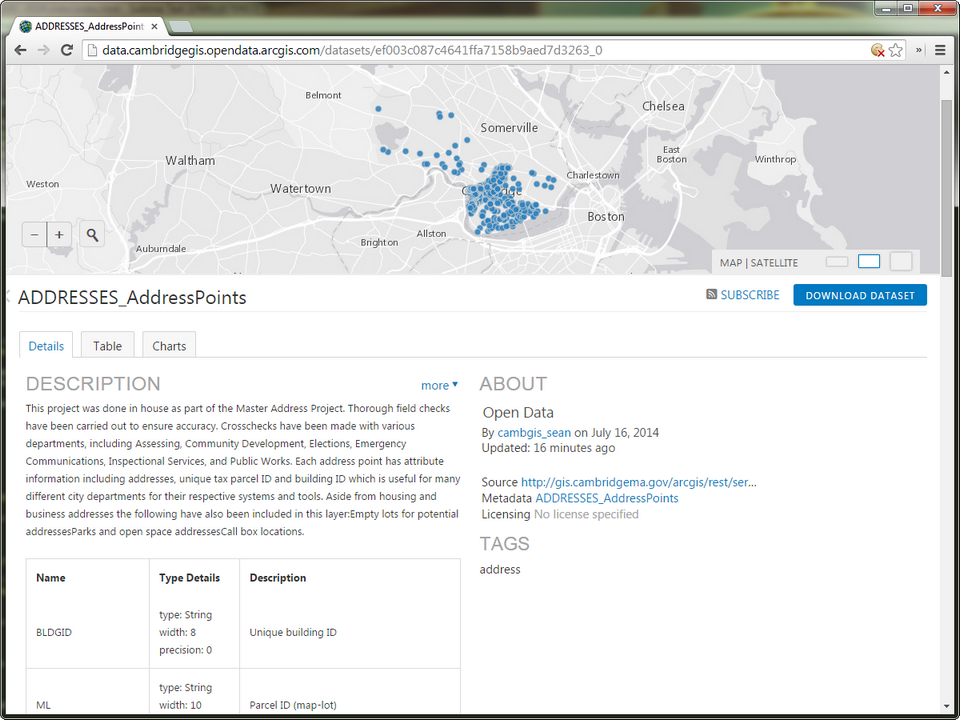 ADDRESSES_AddressPoint
data.cambridgegis.opendata.arcgis.com/datasets/ef003c087c4641ffa7158b9aed7d3263_0
Belmont
Chelsea
Somerville
East
Boston
Waltham
Winthrop
Charlestown
Weston
Watertown
Boston
Allston
Brighton
Auburndale
MAP | SATELLITE
ADDRESSES_AddressPoints
SUBSCRIBE
DOWNLOAD DATASET
Details
Table
Charts
DESCRIPTION
more
This project was done in house as part of the Master Address Project. Thorough field checks
have been carried out to ensure accuracy. Crosschecks have been made with various
departments, including Assessing, Community Development, Elections, Emergency
Communications, Inspectional Services, and Public Works. Each address point has attribute
information including addresses, unique tax parcel ID and building ID which is useful for many
different city departments for their respective systems and tools. Aside from housing and
business addresses the following have also been included in this layer:Empty lots for potential
addressesParks and open space addressesCall box locations.
Name
Type Details
Description
BLDGID
type: String
width: 8
precision: 0
Unique building ID
ML
type: String
width: 10
Parcel ID (map-lot)
ABOUT
Open Data
By cambgis_sean on July 16, 2014
Updated: 16 minutes ago
Source http://gis.cambridgema.gov/arcgis/rest/ser...
Metadata ADDRESSES_AddressPoints
Licensing No license specified
TAGS
address